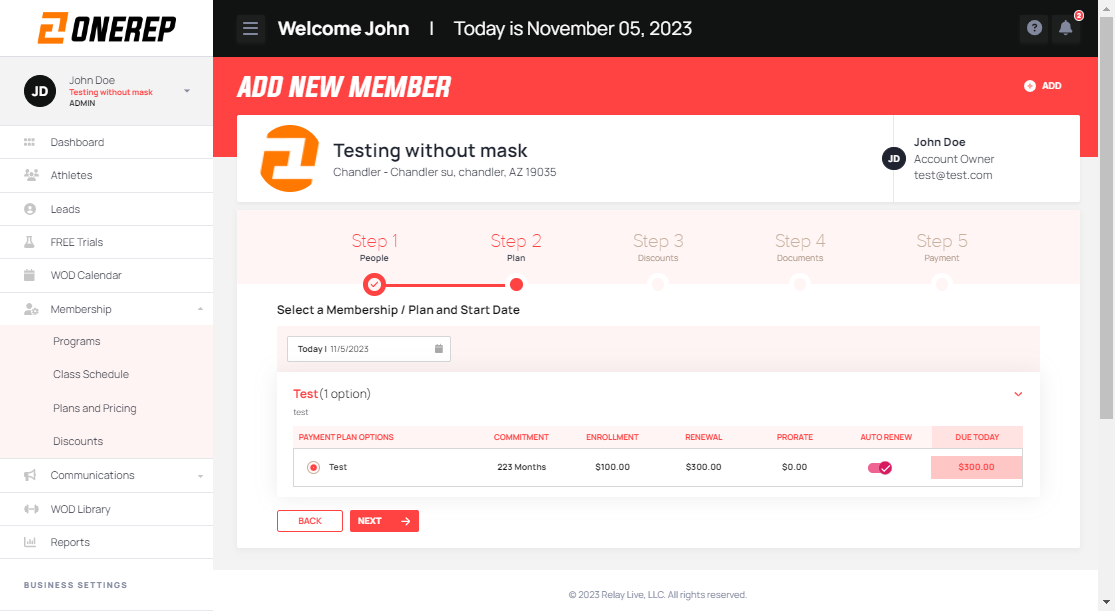 ONEREP
Welcome John | Today is November 05, 2023
?
2
JD
John Doe
Testing without mask
ADMIN
Dashboard
Athletes
Leads
FREE Trials
WOD Calendar
Membership
Programs
Class Schedule
Plans and Pricing
Discounts
Communications
WOD Library
Reports
BUSINESS SETTINGS
ADD NEW MEMBER
ADD
Testing without mask
Chandler - Chandler su, chandler, AZ 19035
JD
John Doe
Account Owner
test@test.com
Step 1
People
Step 2
Plan
Step 3
Discounts
Step 4
Documents
Step 5
Payment
Select a Membership / Plan and Start Date
Today | 11/5/2023
Test(1 option)
test
PAYMENT PLAN OPTIONS COMMITMENT ENROLLMENT RENEWAL PRORATE AUTO RENEW DUE TODAY
Test 223 Months $100.00 $300.00 $0.00 $300.00
BACK
NEXT
© 2023 Relay Live, LLC. All rights reserved.